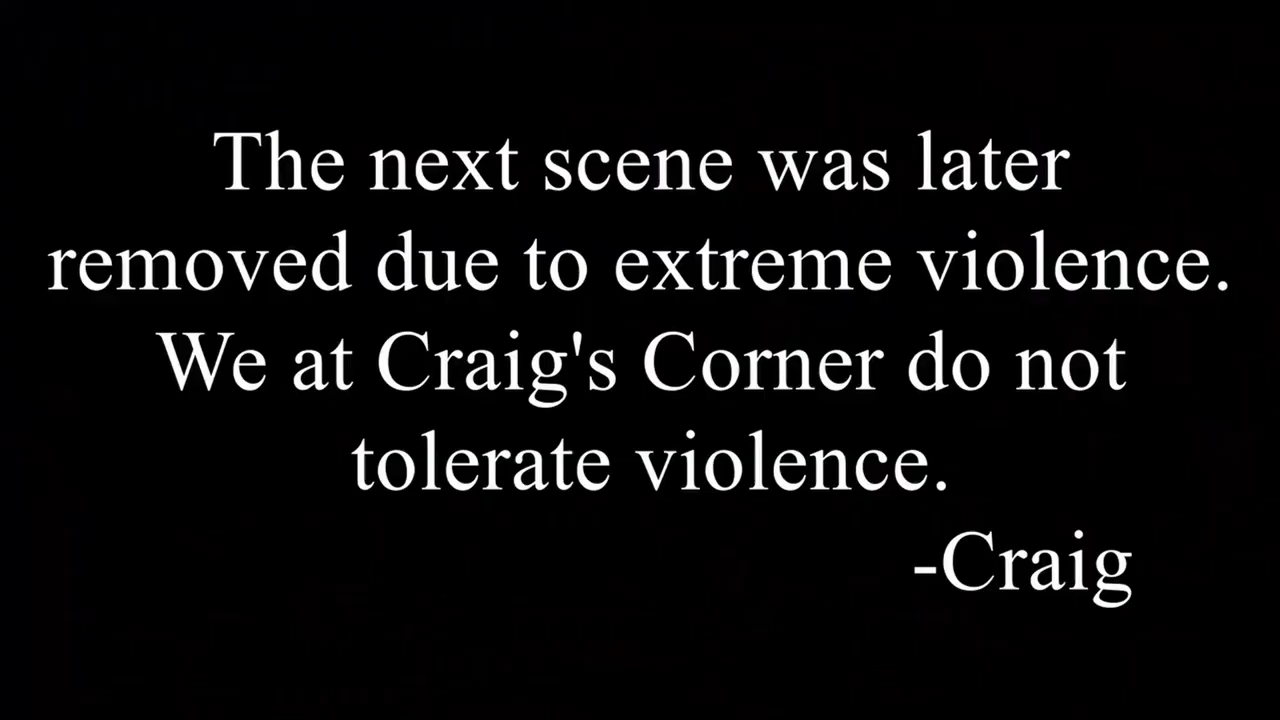 The next scene was later
removed due to extreme violence.
We at Craig's Corner do not
tolerate violence.
-Craig